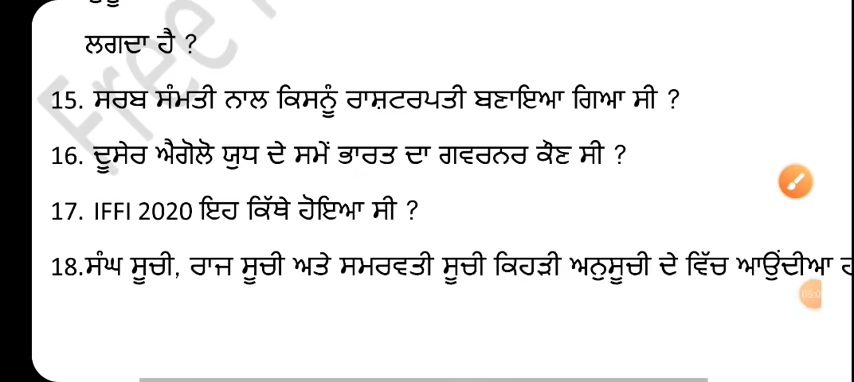 ਲਗਦਾ ਹੈ ?
15. ਸਰਬ ਸੰਮਤੀ ਨਾਲ ਕਿਸਨੂੰ ਰਾਸ਼ਟਰਪਤੀ ਬਣਾਇਆ ਗਿਆ ਸੀ ?
16. ਦੂਸੇਰ ਐਗੋਲੋ ਯੁਧ ਦੇ ਸਮੇਂ ਭਾਰਤ ਦਾ ਗਵਰਨਰ ਕੌਣ ਸੀ ?
17. IFFI 2020 ਇਹ ਕਿੱਥੇ ਹੋਇਆ ਸੀ ?
18.ਸੰਘ ਸੂਚੀ, ਰਾਜ ਸੂਚੀ ਅਤੇ ਸਮਰਵਤੀ ਸੂਚੀ ਕਿਹੜੀ ਅਨੁਸੂਚੀ ਦੇ ਵਿੱਚ ਆਉਂਦੀਆ
Free